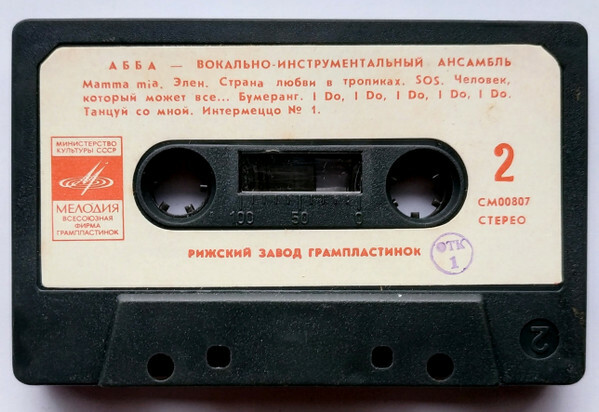 АББА — ВОКАЛЬНО-ИНСТРУМЕНТАЛЬНЫЙ АНСАМБЛЬ
Mamma mia. Элен. Страна любви в тропиках. SOS. Человек,
который может все... Бумеранг. I Do, I Do, I Do, I Do, I Do.
Танцуй со мной. Интермеццо № 1.
МИНИСТЕРСТВО
КУЛЬТУРЫ СССР
МЕЛОДИЯ
ВСЕСОЮЗНАЯ
ФИРМА
ГРАМПЛАСТИНОК
2
СМ00807
СТЕРЕО
100 50 0
РИЖСКИЙ ЗАВОД ГРАМПЛАСТИНОК
ОТК
1
2